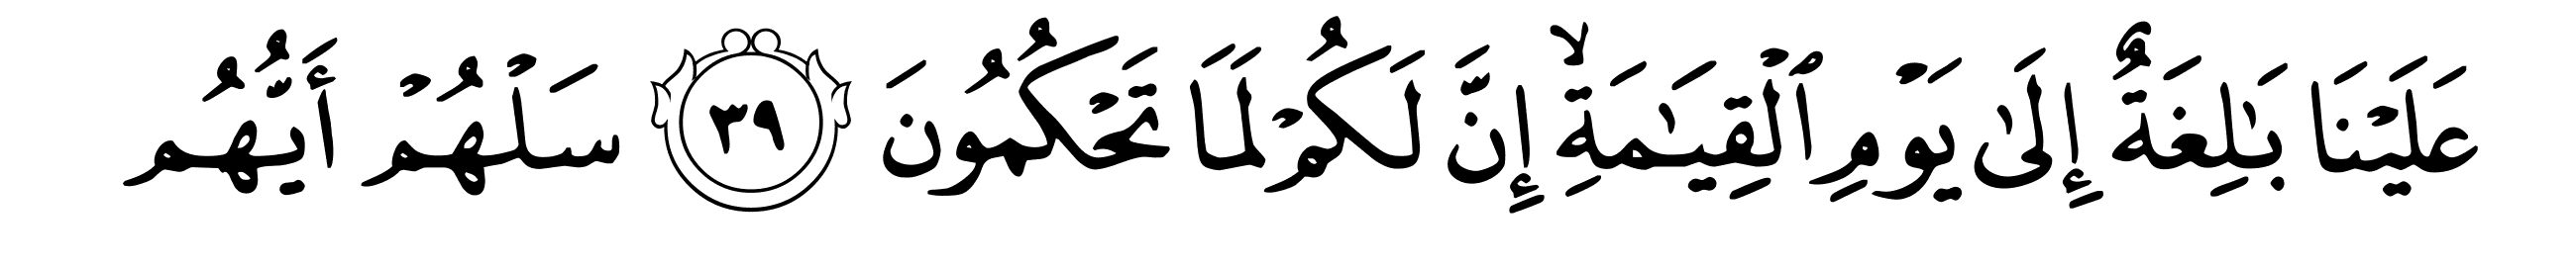 عَلَيْنَا بَٰلِغَةٌ إِلَىٰ يَوْمِ ٱلْقِيَٰمَةِ ۙ إِنَّ لَكُمْ لَمَا تَحْكُمُونَ ٣٩ سَلْهُمْ أَيُّهُم